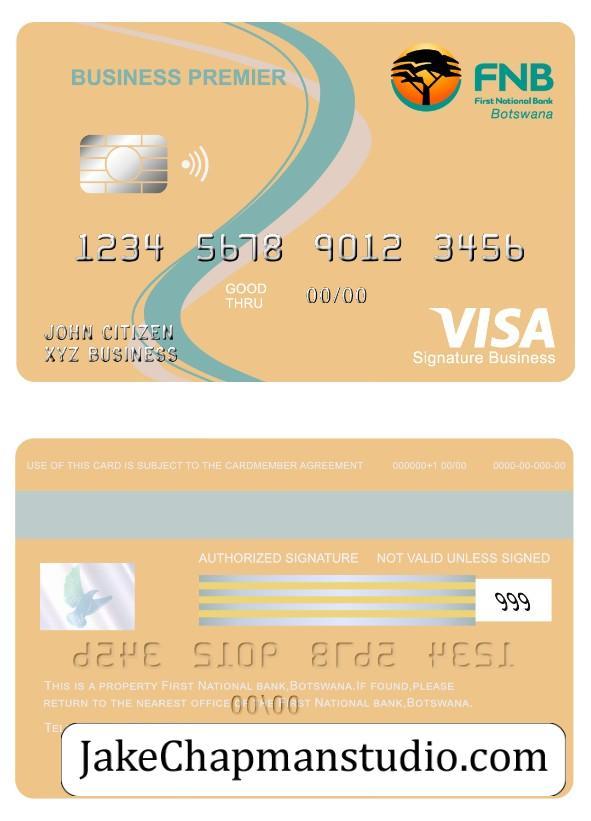 BUSINESS PREMIER
FNB
First National Bank
Botswana
1234 5678 9012 3456
GOOD
THRU
00/00
JOHN CITIZEN
XYZ BUSINESS
VISA
Signature Business
USE OF THIS CARD IS SUBJECT TO THE CARDMEMBER AGREEMENT 000000+1 00/00 0000-00-000-00
AUTHORIZED SIGNATURE NOT VALID UNLESS SIGNED
999
1234 5678 9012 3456
THIS IS A PROPERTY FIRST NATIONAL BANK,BOTSWANA.IF FOUND,PLEASE
RETURN TO THE NEAREST OFFICE OF THE FIRST NATIONAL BANK,BOTSWANA.
00/00
JakeChapmanstudio.com